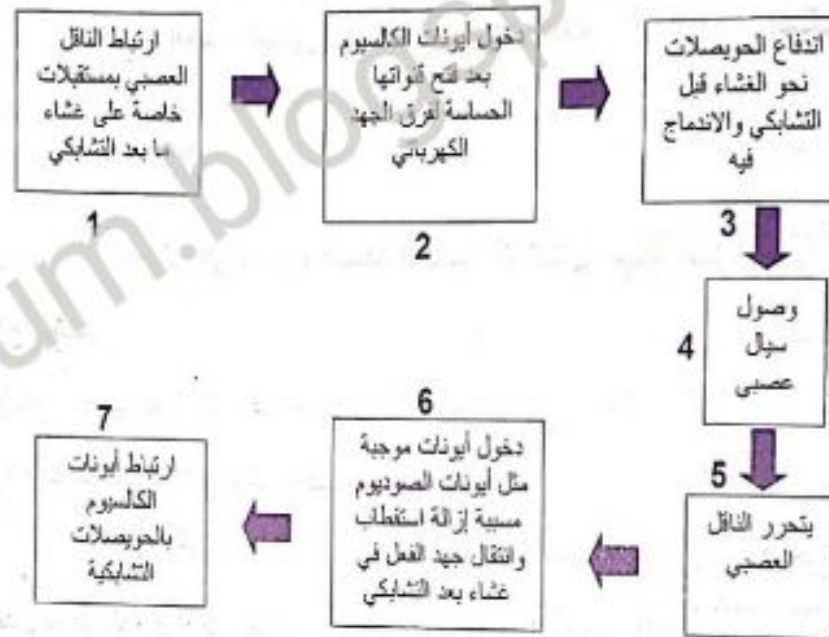 ارتباط الناقل
العصبي بمستقبلات
خاصة على غشاء
ما بعد التشابكي
1
دخول أيونات الكالسيوم
بعد فتح قنواتها
الحساسة لفرق الجهد
الكهربائي
2
اندفاع الحويصلات
نحو الغشاء قبل
التشابكي والاندماج
فيه
3
وصول
سيال
عصبي
4
5
يتحرر الناقل
العصبي
6
دخول أيونات موجبة
مثل أيونات الصوديوم
مسببة إزالة استقطاب
وانتقال جهد الفعل في
غشاء بعد التشابكي
7
ارتباط أيونات
الكالسيوم
بالحويصلات
التشابكية
um.blogsp